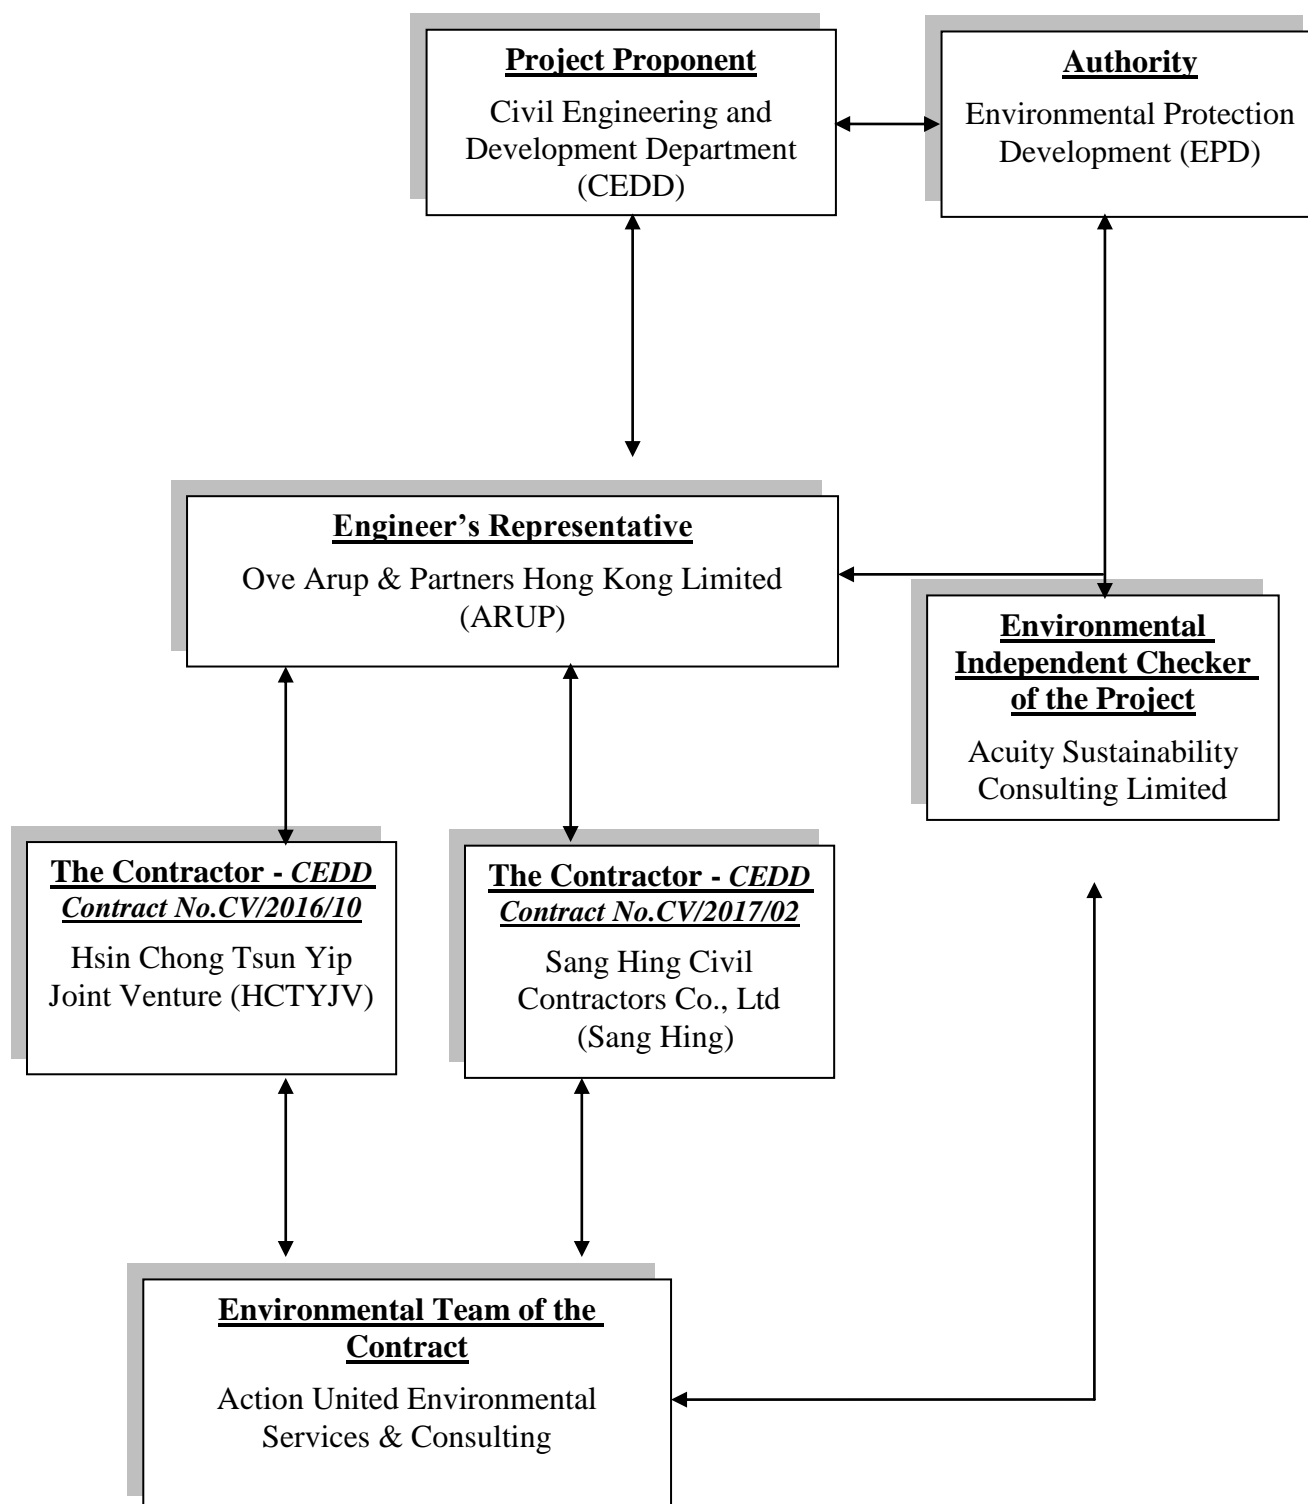 Project Proponent
Civil Engineering and
Development Department
(CEDD)
Authority
Environmental Protection
Development (EPD)
Engineer’s Representative
Ove Arup & Partners Hong Kong Limited
(ARUP)
Environmental
Independent Checker
of the Project
Acuity Sustainability
Consulting Limited
The Contractor - CEDD
Contract No.CV/2016/10
Hsin Chong Tsun Yip
Joint Venture (HCTYJV)
The Contractor - CEDD
Contract No.CV/2017/02
Sang Hing Civil
Contractors Co., Ltd
(Sang Hing)
Environmental Team of the
Contract
Action United Environmental
Services & Consulting